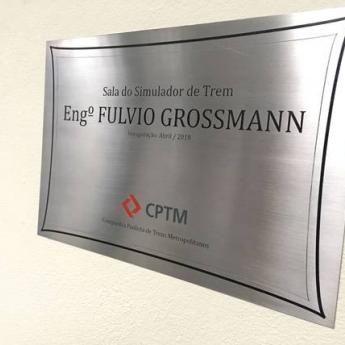 Sala do Simulador de Trem
Engº FULVIO GROSSMANN
Inauguração: Abril / 2018
CPTM
Companhia Paulista de Trens Metropolitanos